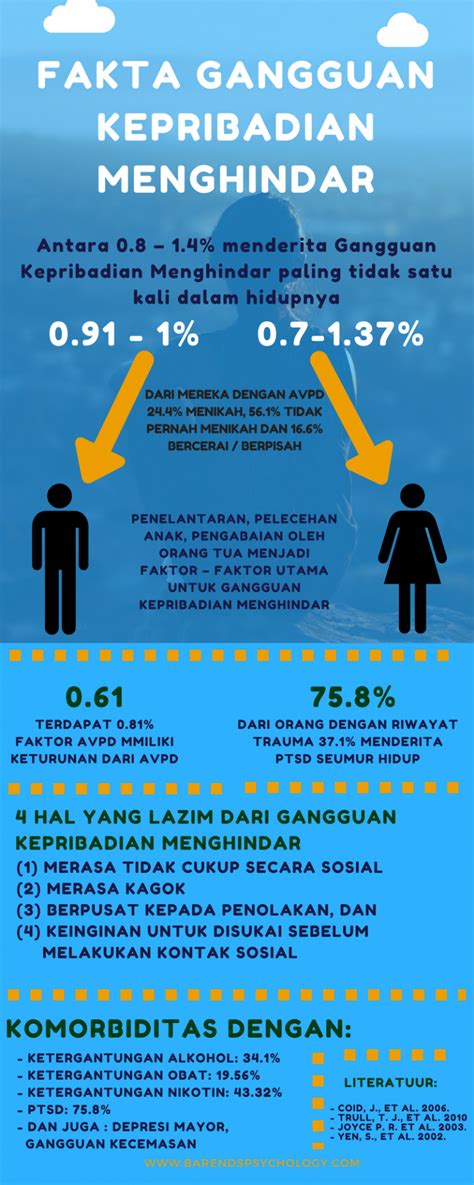 FAKTA GANGGUAN
KEPRIBADIAN
MENGHINDAR
Antara 0.8 – 1.4% menderita Gangguan
Kepribadian Menghindar paling tidak satu
kali dalam hidupnya
0.91 - 1%
0.7-1.37%
DARI MEREKA DENGAN AVPD
24.4% MENIKAH, 56.1% TIDAK
PERNAH MENIKAH DAN 16.6%
BERCERAI / BERPISAH
PENELANTARAN, PELECEHAN
ANAK, PENGABAIAN OLEH
ORANG TUA MENJADI
FAKTOR – FAKTOR UTAMA
UNTUK GANGGUAN
KEPRIBADIAN MENGHINDAR
0.61
TERDAPAT 0.81%
FAKTOR AVPD MMILIKI
KETURUNAN DARI AVPD
75.8%
DARI ORANG DENGAN RIWAYAT
TRAUMA 37.1% MENDERITA
PTSD SEUMUR HIDUP
4 HAL YANG LAZIM DARI GANGGUAN
KEPRIBADIAN MENGHINDAR
(1) MERASA TIDAK CUKUP SECARA SOSIAL
(2) MERASA KAGOK
(3) BERPUSAT KEPADA PENOLAKAN, DAN
(4) KEINGINAN UNTUK DISUKAI SEBELUM
MELAKUKAN KONTAK SOSIAL
KOMORBIDITAS DENGAN:
- KETERGANTUNGAN ALKOHOL: 34.1%
- KETERGANTUNGAN OBAT: 19.56%
- KETERGANTUNGAN NIKOTIN: 43.32%
- PTSD: 75.8%
- DAN JUGA : DEPRESI MAYOR,
GANGGUAN KECEMASAN
LITERATUUR:
- COID, J., ET AL. 2006.
- TRULL, T. J., ET AL. 2010
- JOYCE P. R. ET AL. 2003.
- YEN, S., ET AL. 2002.
WWW.BARENDSPSYCHOLOGY.COM